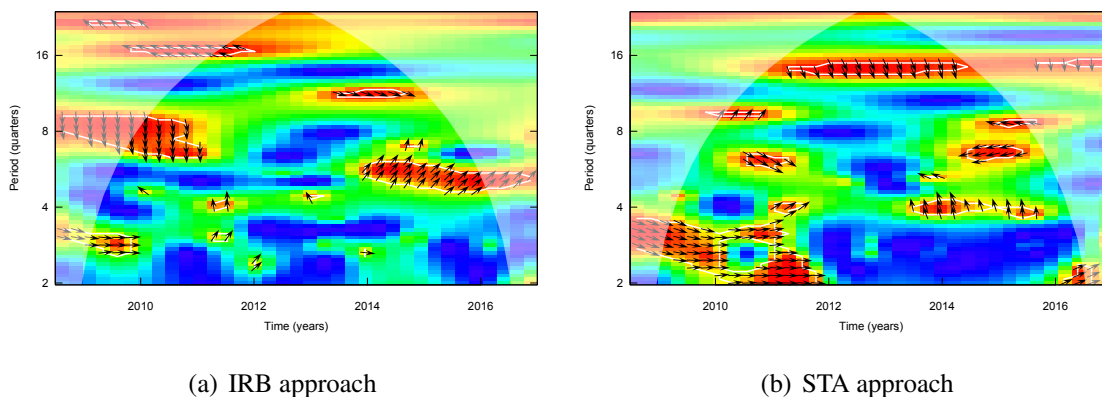 16
8
4
2
Period (quarters)
2010 2012 2014 2016
Time (years)
(a) IRB approach
16
8
4
2
Period (quarters)
2010 2012 2014 2016
Time (years)
(b) STA approach